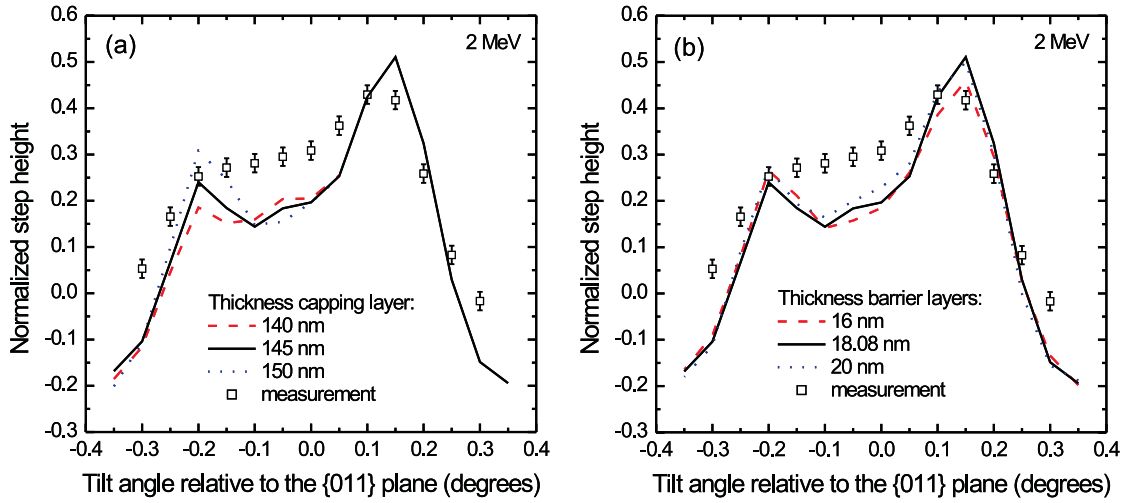 (a)
2 MeV
Normalized step height
0.6
0.5
0.4
0.3
0.2
0.1
0.0
-0.1
-0.2
-0.3
Thickness capping layer:
140 nm
145 nm
150 nm
measurement
-0.4 -0.3 -0.2 -0.1 0.0 0.1 0.2 0.3 0.4
Tilt angle relative to the {011} plane (degrees)
(b)
2 MeV
Normalized step height
0.6
0.5
0.4
0.3
0.2
0.1
0.0
-0.1
-0.2
-0.3
Thickness barrier layers:
16 nm
18.08 nm
20 nm
measurement
-0.4 -0.3 -0.2 -0.1 0.0 0.1 0.2 0.3 0.4
Tilt angle relative to the {011} plane (degrees)